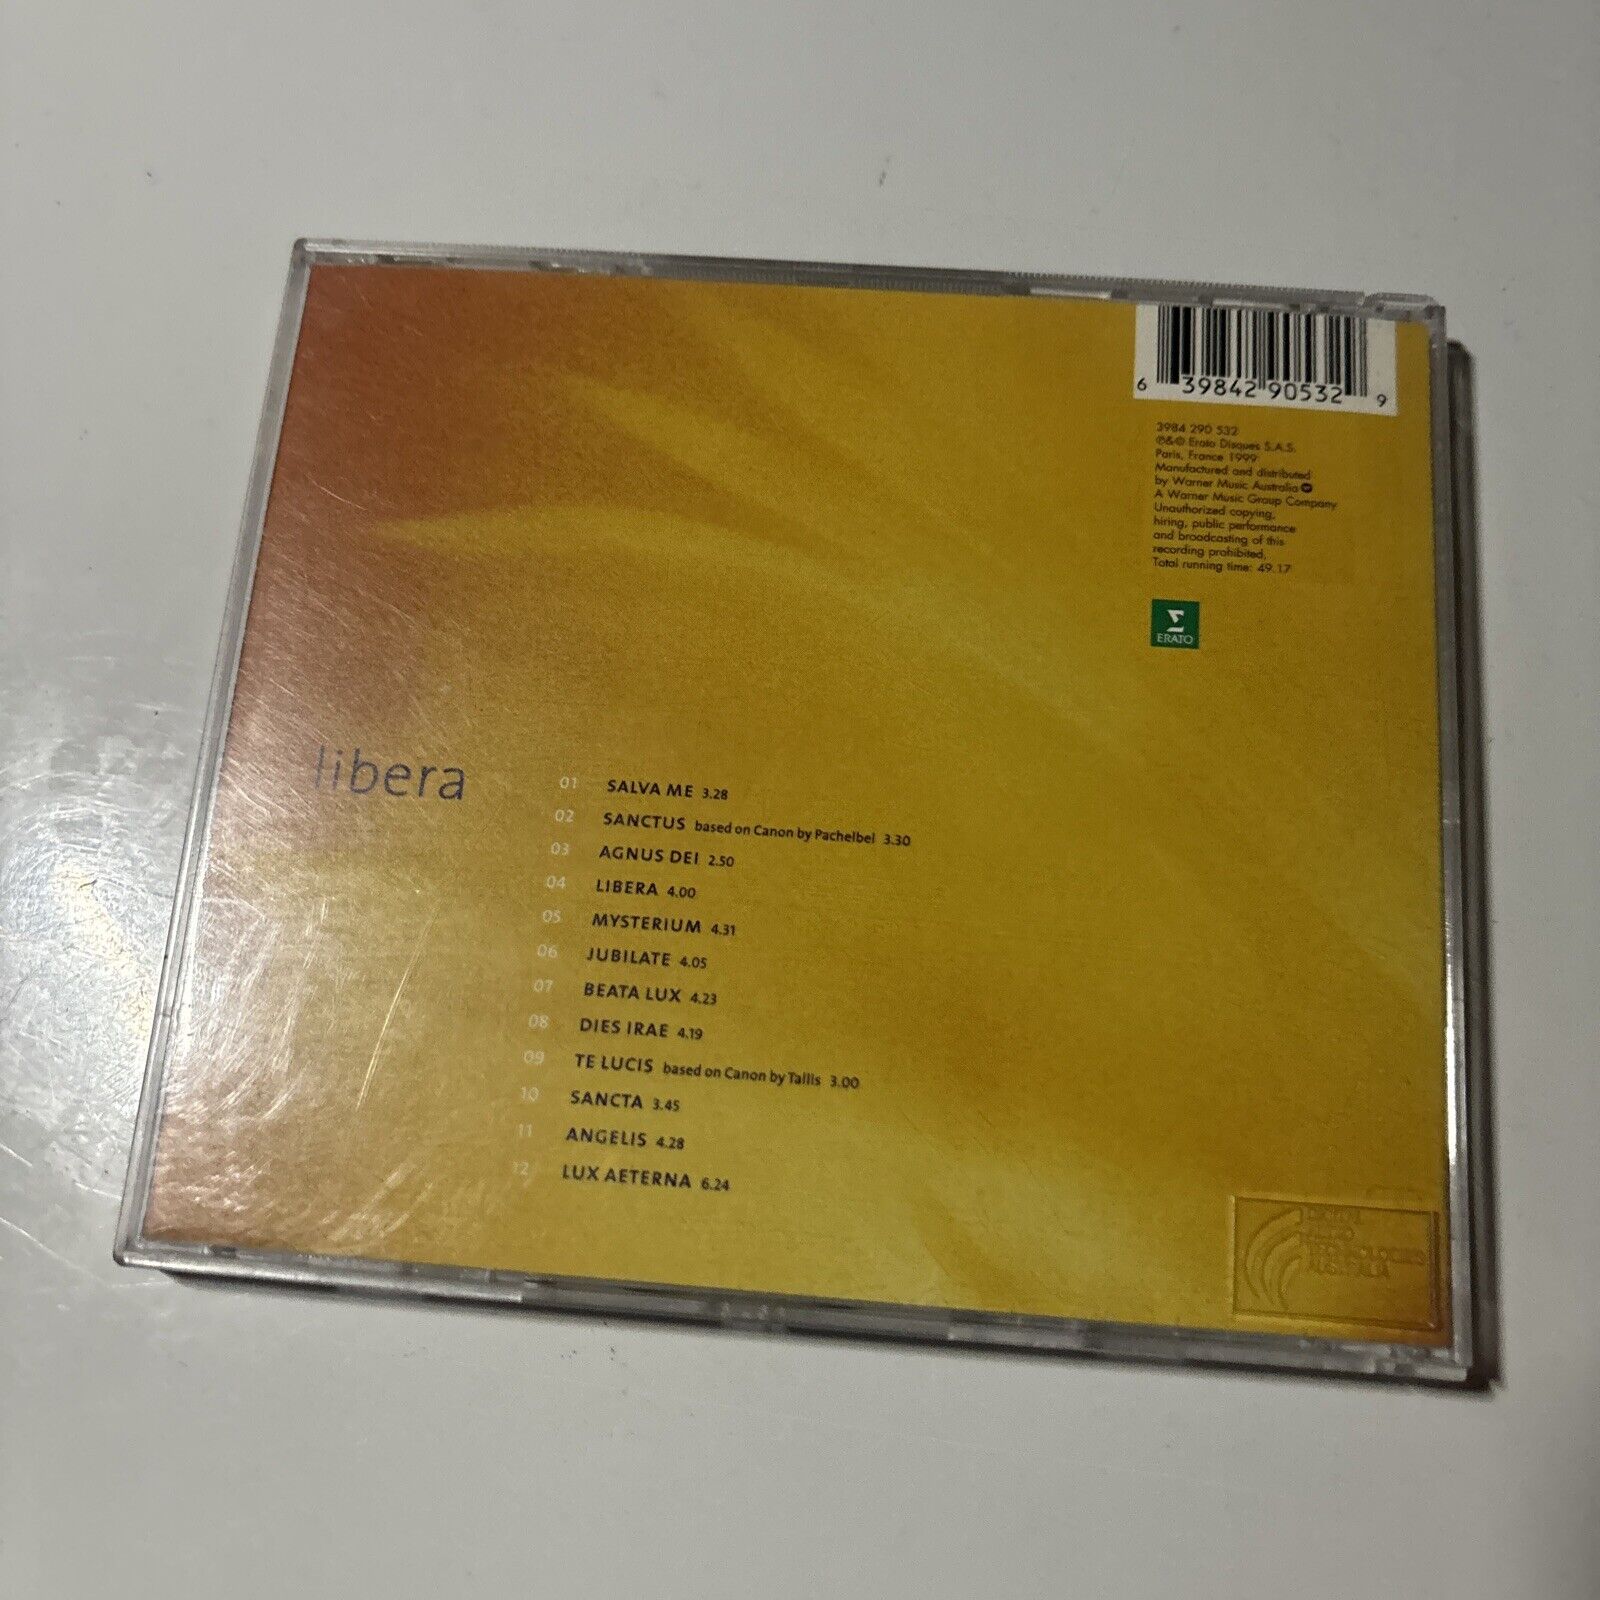 6 39842 90532 9
3984 290 532
℗&© Erato Disques S.A.S.
Paris, France 1999
Manufactured and distributed
by Warner Music Australia
A Warner Music Group Company
Unauthorized copying,
hiring, public performance
and broadcasting of this
recording prohibited.
Total running time: 49.17
ERATO
libera
01 SALVA ME 3.28
02 SANCTUS based on Canon by Pachelbel 3.30
03 AGNUS DEI 2.50
04 LIBERA 4.00
05 MYSTERIUM 4.31
06 JUBILATE 4.05
07 BEATA LUX 4.23
08 DIES IRAE 4.19
09 TE LUCIS based on Canon by Tallis 3.00
10 SANCTA 3.45
11 ANGELIS 4.28
12 LUX AETERNA 6.24
TECHNOLOGIES
AUSTRALIA